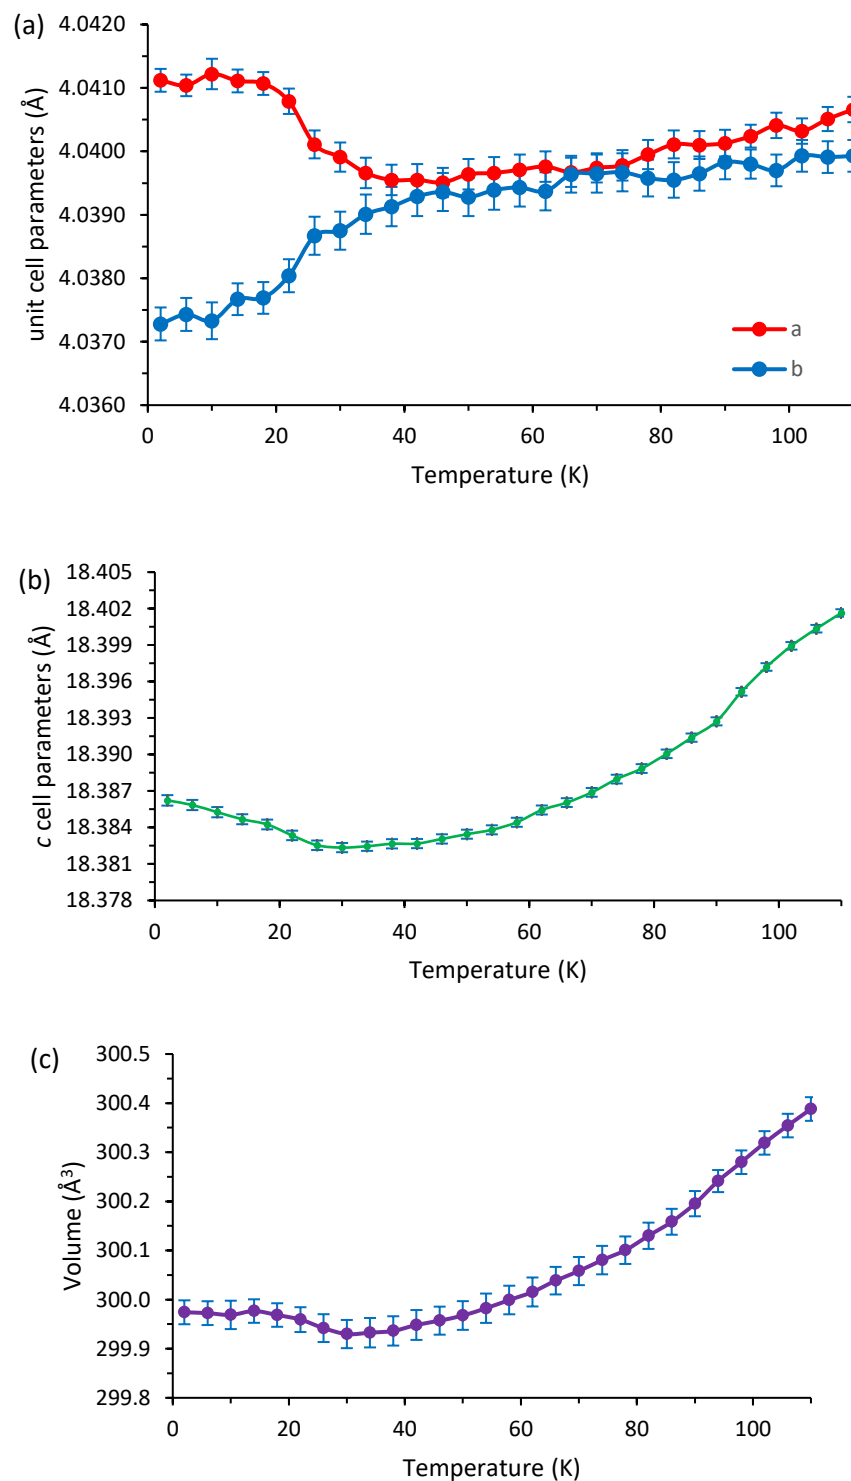 (a)
4.0420
4.0410
4.0400
4.0390
4.0380
4.0370
4.0360
unit cell parameters (Å)
a
b
0 20 40 60 80 100
Temperature (K)
(b)
18.405
18.402
18.399
18.396
18.393
18.390
18.387
18.384
18.381
18.378
c cell parameters (Å)
0 20 40 60 80 100
Temperature (K)
(c)
300.5
300.4
300.3
300.2
300.1
300.0
299.9
299.8
Volume (Å³)
0 20 40 60 80 100
Temperature (K)